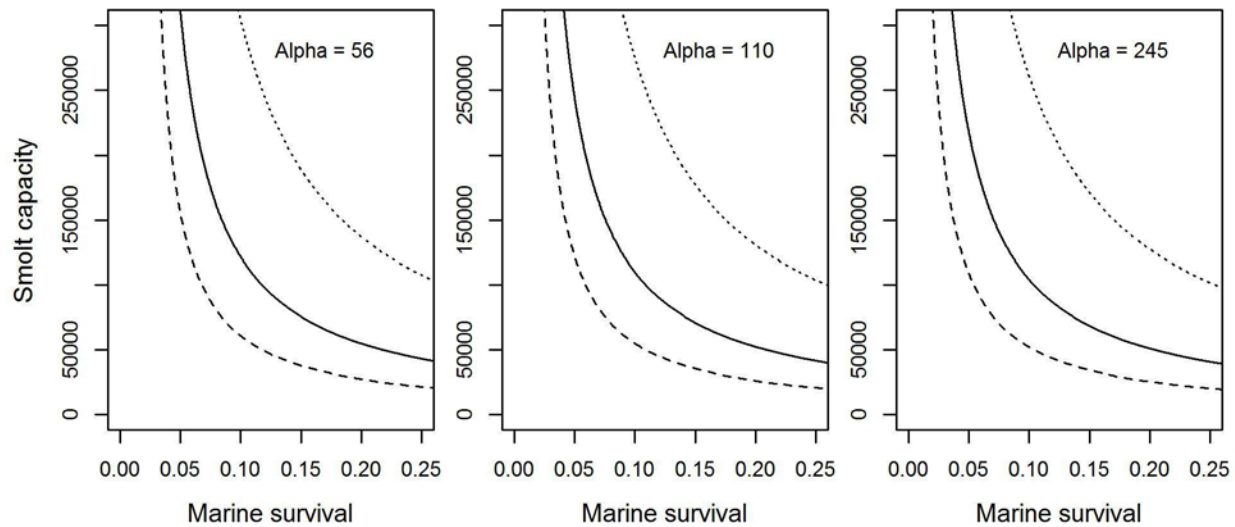 Alpha = 56
Alpha = 110
Alpha = 245
Smolt capacity
250000
150000
50000
0
250000
150000
50000
0
250000
150000
50000
0
0.00 0.05 0.10 0.15 0.20 0.25
0.00 0.05 0.10 0.15 0.20 0.25
0.00 0.05 0.10 0.15 0.20 0.25
Marine survival
Marine survival
Marine survival